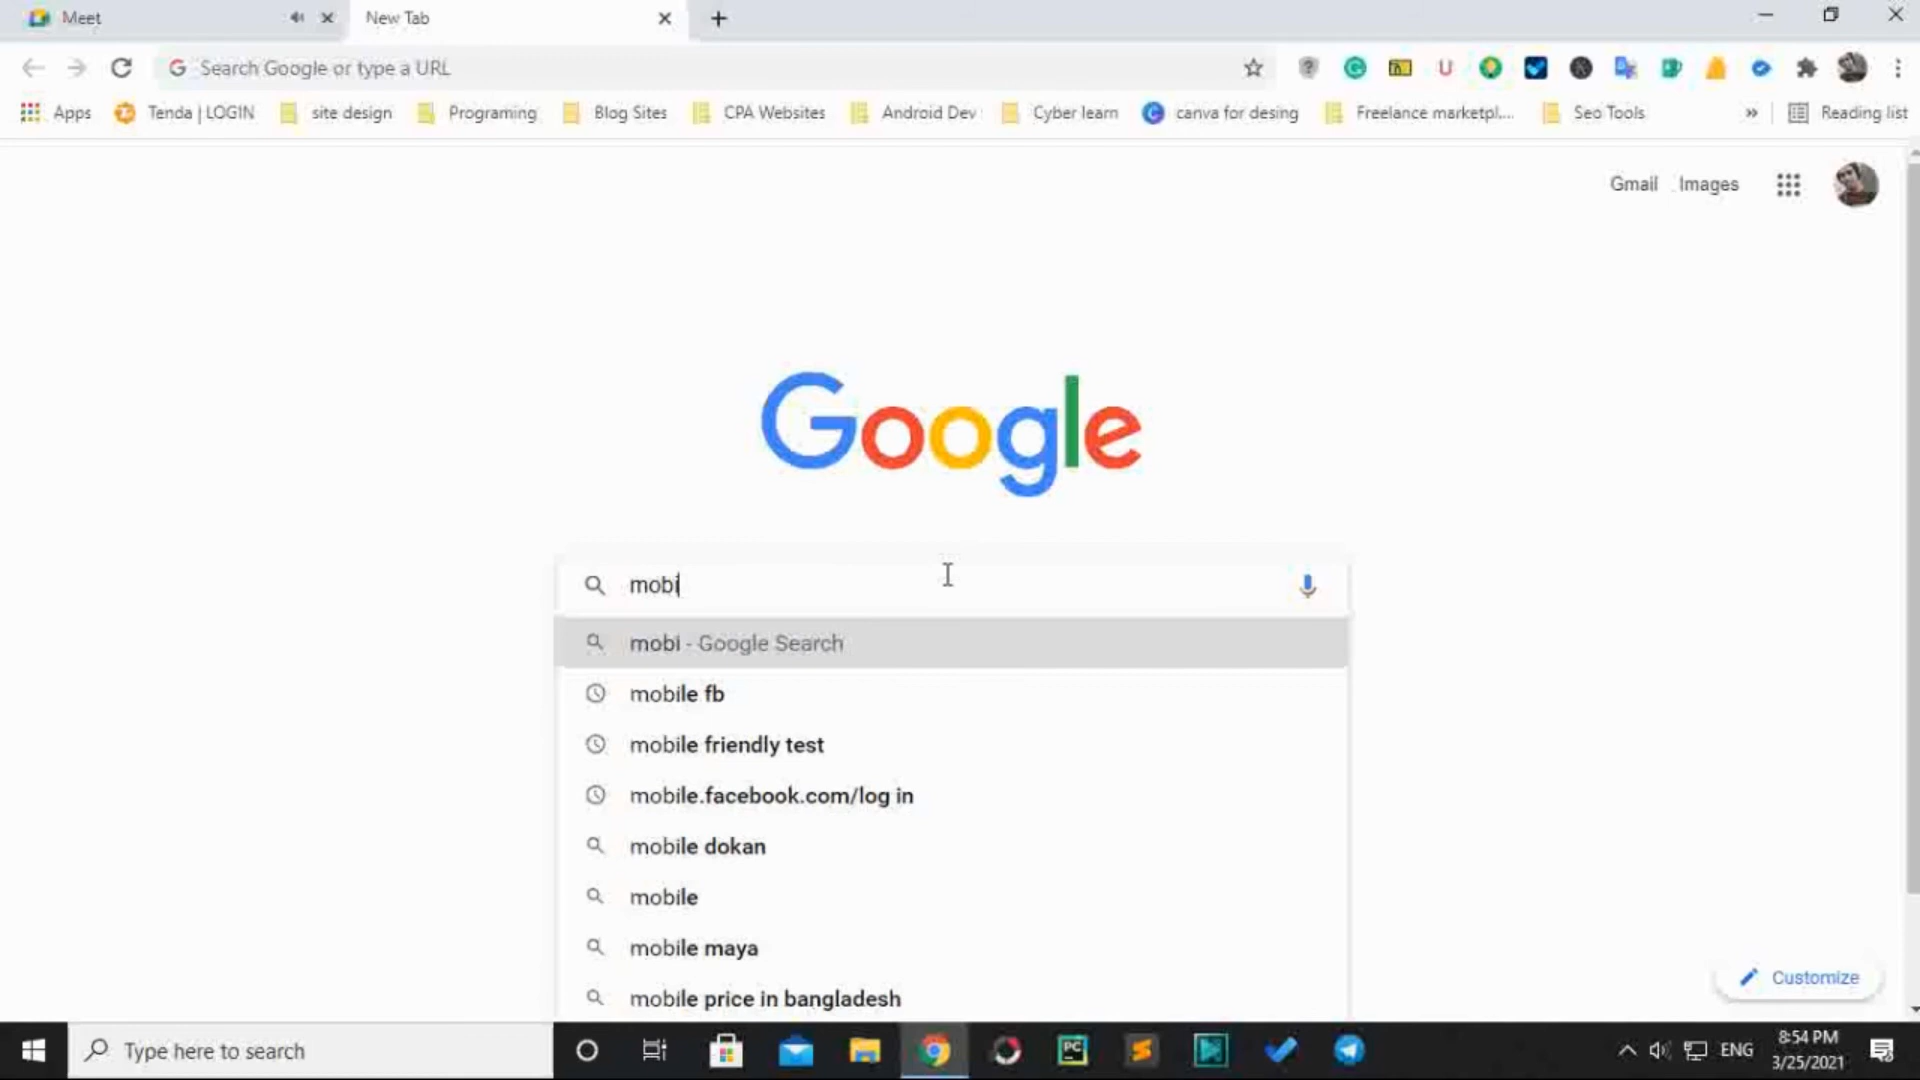 Meet
New Tab
Search Google or type a URL
Apps
Tenda | LOGIN
site design
Programing
Blog Sites
CPA Websites
Android Dev
Cyber learn
canva for desing
Freelance marketpl...
Seo Tools
»
Reading list
Gmail
Images
Google
mobi
mobi - Google Search
mobile fb
mobile friendly test
mobile.facebook.com/log in
mobile dokan
mobile
mobile maya
mobile price in bangladesh
Customize
Type here to search
PC
ENG
8:54 PM
3/25/2021